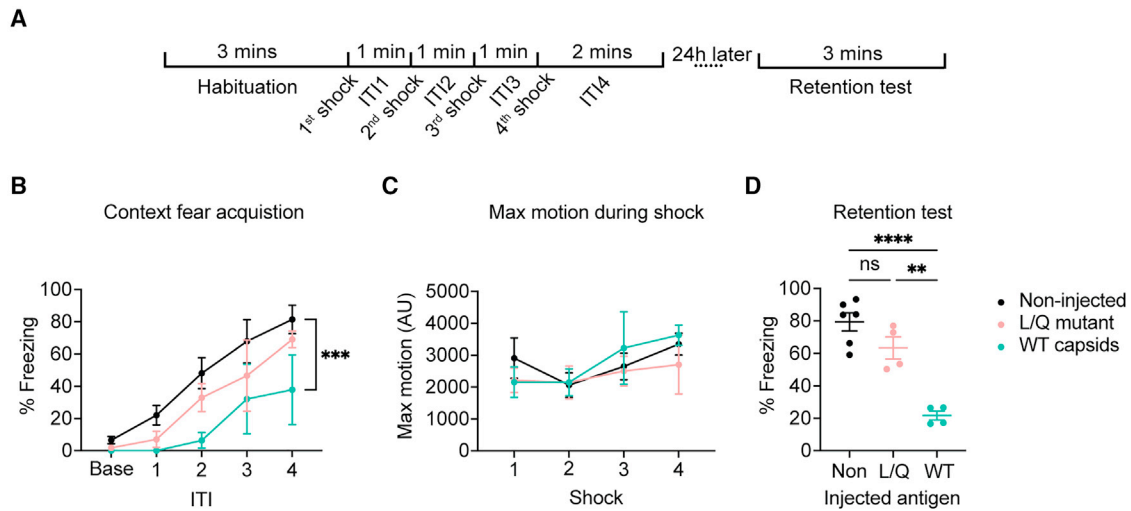 A
3 mins 1 min 1 min 1 min 2 mins 24h later 3 mins
Habituation 1st shock ITI1 2nd shock ITI2 3rd shock ITI3 4th shock ITI4 Retention test
B
Context fear acquistion
% Freezing
100
80
60
40
20
0
***
Base 1 2 3 4
ITI
C
Max motion during shock
Max motion (AU)
5000
4000
3000
2000
1000
0
1 2 3 4
Shock
D
Retention test
****
ns **
% Freezing
100
80
60
40
20
0
Non L/Q WT
Injected antigen
Non-injected
L/Q mutant
WT capsids